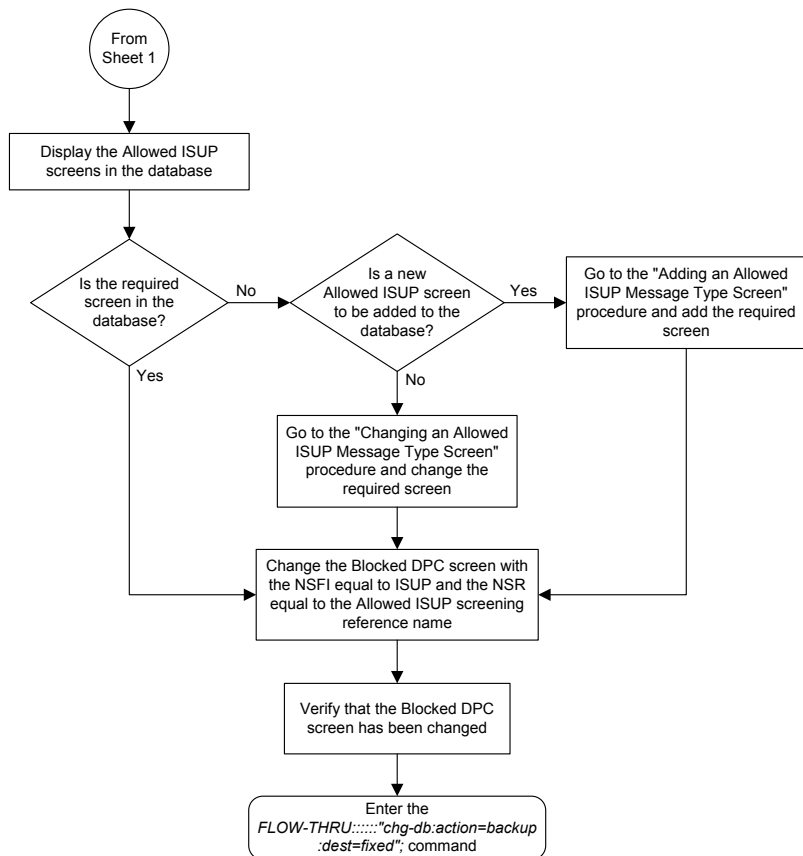 From
Sheet 1
Display the Allowed ISUP
screens in the database
Is the required
screen in the
database?
No
Yes
Is a new
Allowed ISUP screen
to be added to the
database?
Yes
No
Go to the "Adding an Allowed
ISUP Message Type Screen"
procedure and add the required
screen
Go to the "Changing an Allowed
ISUP Message Type Screen"
procedure and change the
required screen
Change the Blocked DPC screen with
the NSFI equal to ISUP and the NSR
equal to the Allowed ISUP screening
reference name
Verify that the Blocked DPC
screen has been changed
Enter the
FLOW-THRU::::::"chg-db:action=backup
:dest=fixed"; command